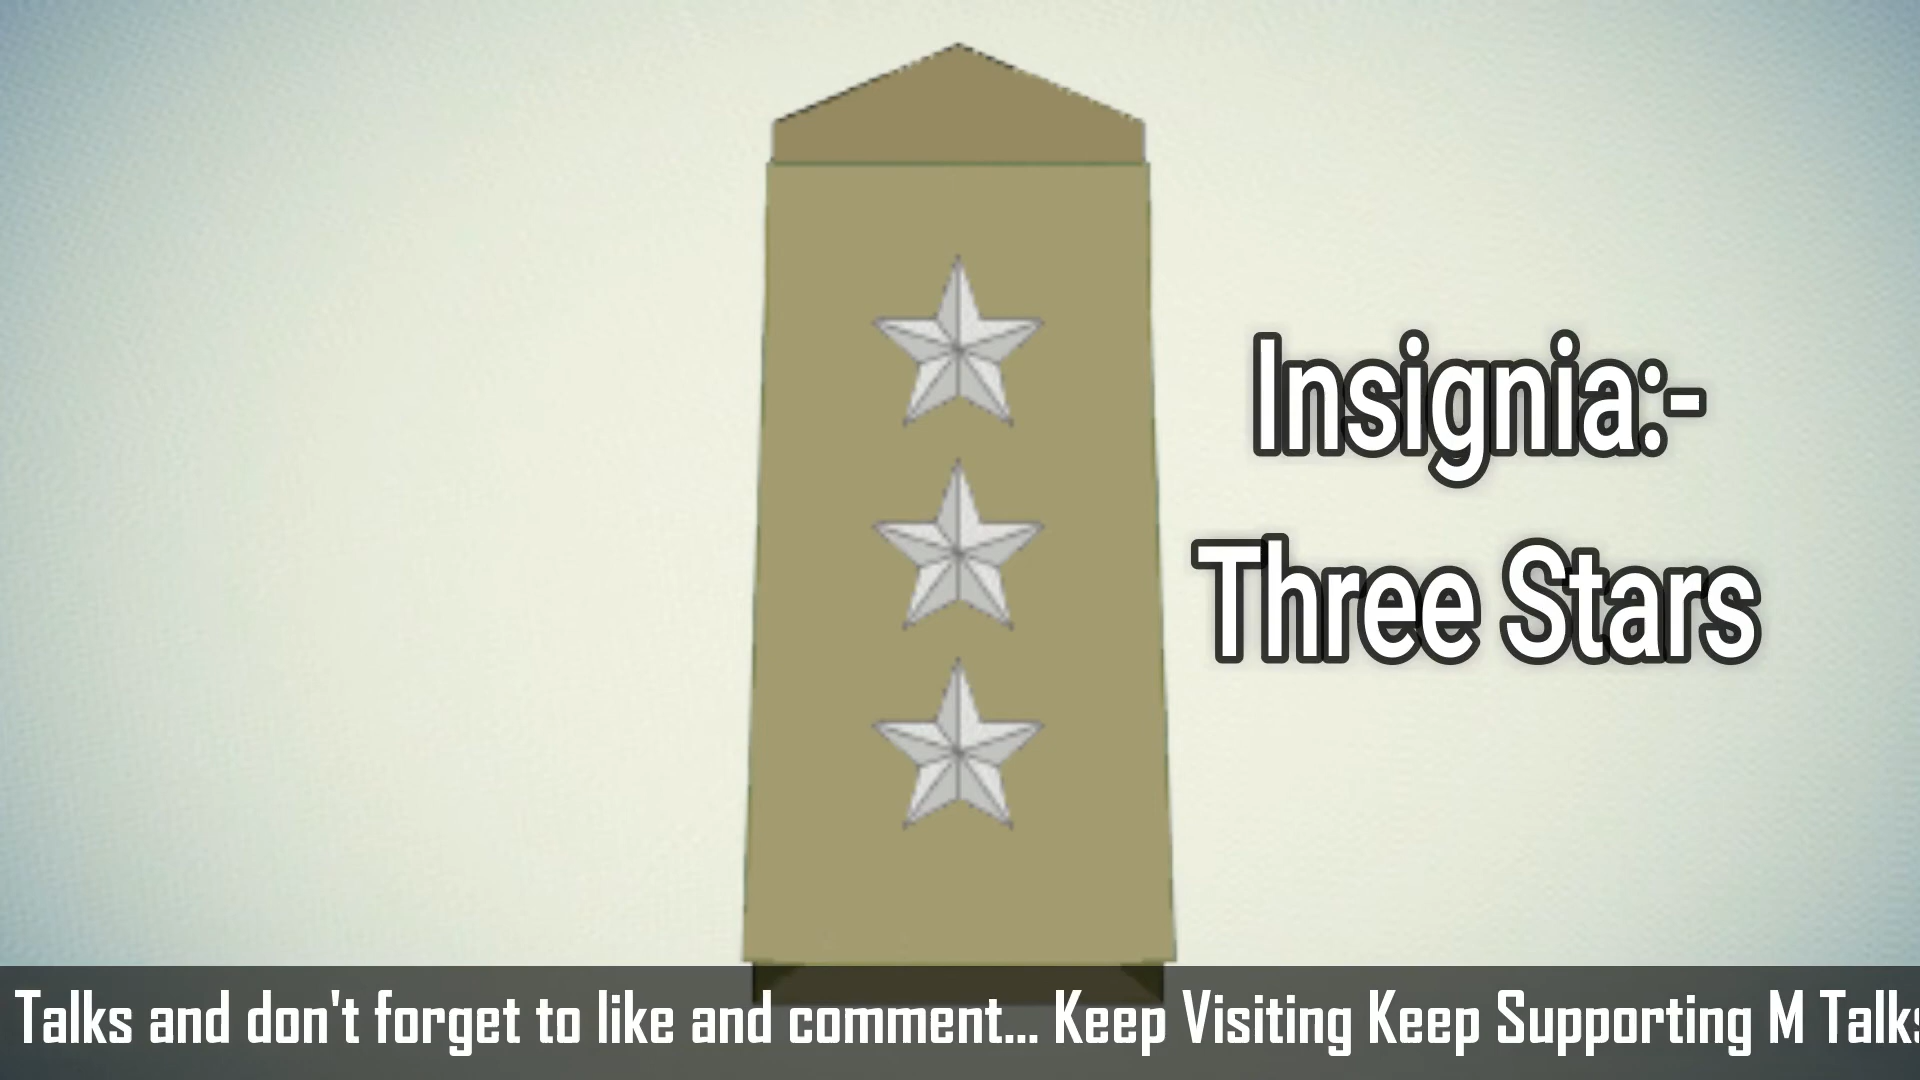 Insignia:-
Three Stars
Talks and don't forget to like and comment... Keep Visiting Keep Supporting M Talks